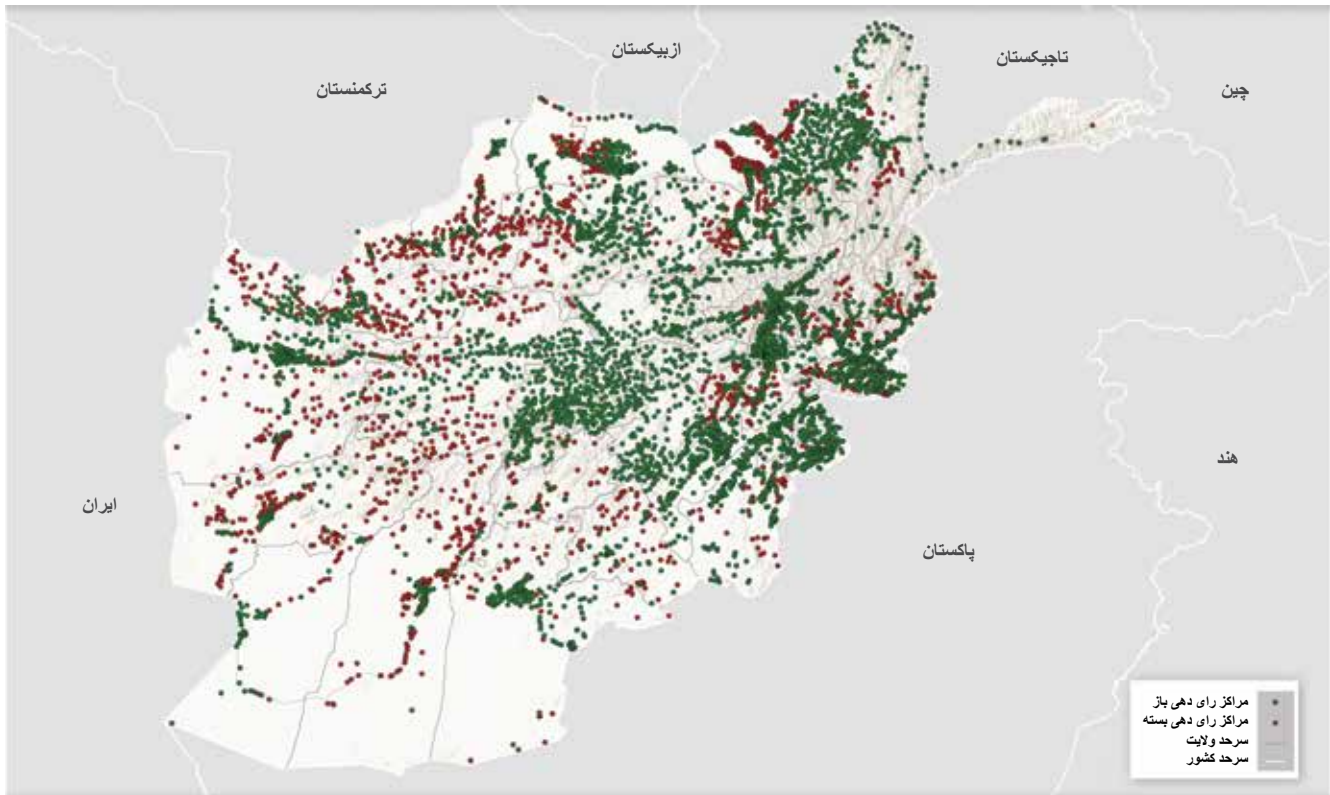 ازبیکستان
تاجیکستان
ترکمنستان
چین
هند
ایران
پاکستان
مراکز رای دهی باز
مراکز رای دهی بسته
سرحد ولایت
سرحد کشور